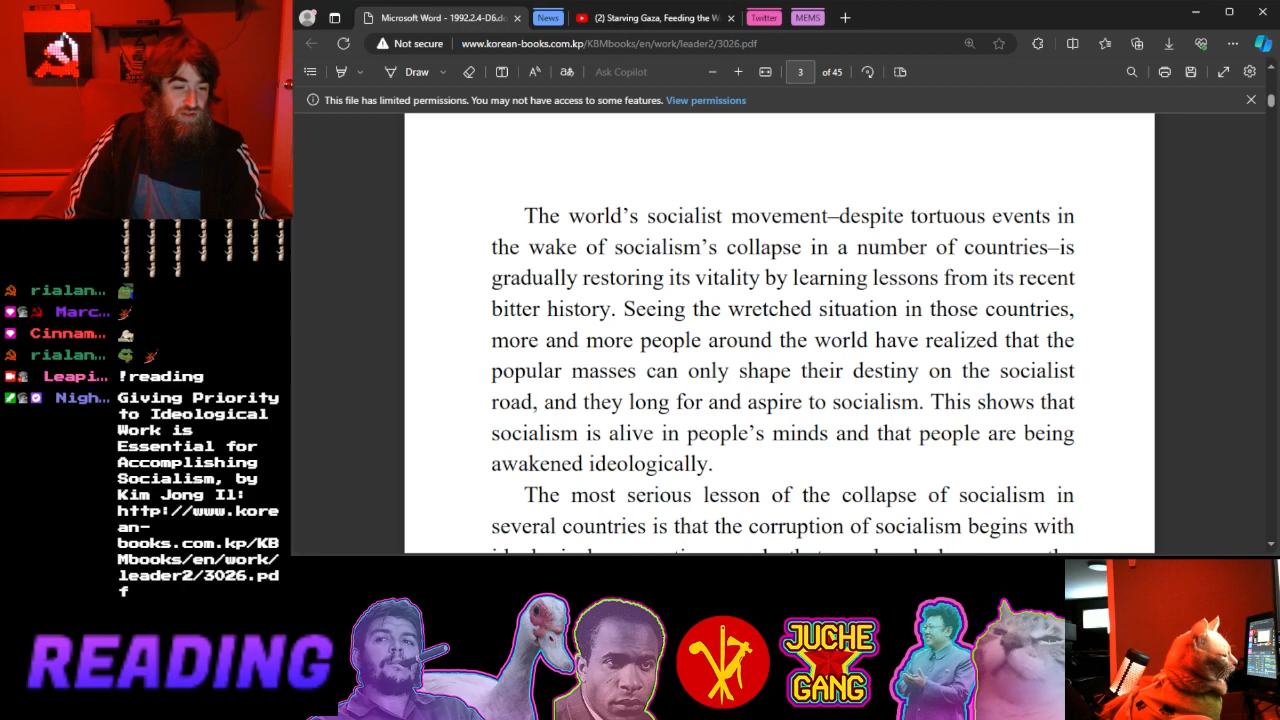 Microsoft Word - 1992.2.4-D6.do
News
(2) Starving Gaza, Feeding the W
Twitter
MEMS
Not secure
www.korean-books.com.kp/KBMbooks/en/work/leader2/3026.pdf
Draw
Ask Copilot
3
of 45
This file has limited permissions. You may not have access to some features. View permissions
The world’s socialist movement–despite tortuous events in
the wake of socialism’s collapse in a number of countries–is
gradually restoring its vitality by learning lessons from its recent
bitter history. Seeing the wretched situation in those countries,
more and more people around the world have realized that the
popular masses can only shape their destiny on the socialist
road, and they long for and aspire to socialism. This shows that
socialism is alive in people’s minds and that people are being
awakened ideologically.
The most serious lesson of the collapse of socialism in
several countries is that the corruption of socialism begins with
rialan...
Marc...
Cinnam...
rialan...
Leapi... !reading
Nigh... Giving Priority
to Ideological
Work is
Essential for
Accomplishing
Socialism, by
Kim Jong Il:
http://www.kore
an-
books.com.kp/KB
Mbooks/en/work/
leader2/3026.pd
f
READING
JUCHE
GANG